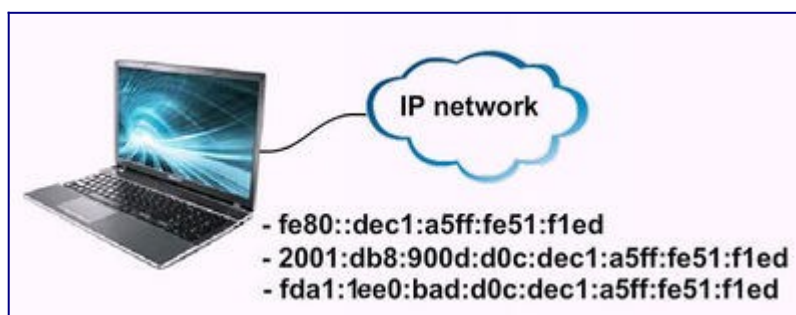 IP network
- fe80::dec1:a5ff:fe51:f1ed
- 2001:db8:900d:d0c:dec1:a5ff:fe51:f1ed
- fda1:1ee0:bad:d0c:dec1:a5ff:fe51:f1ed